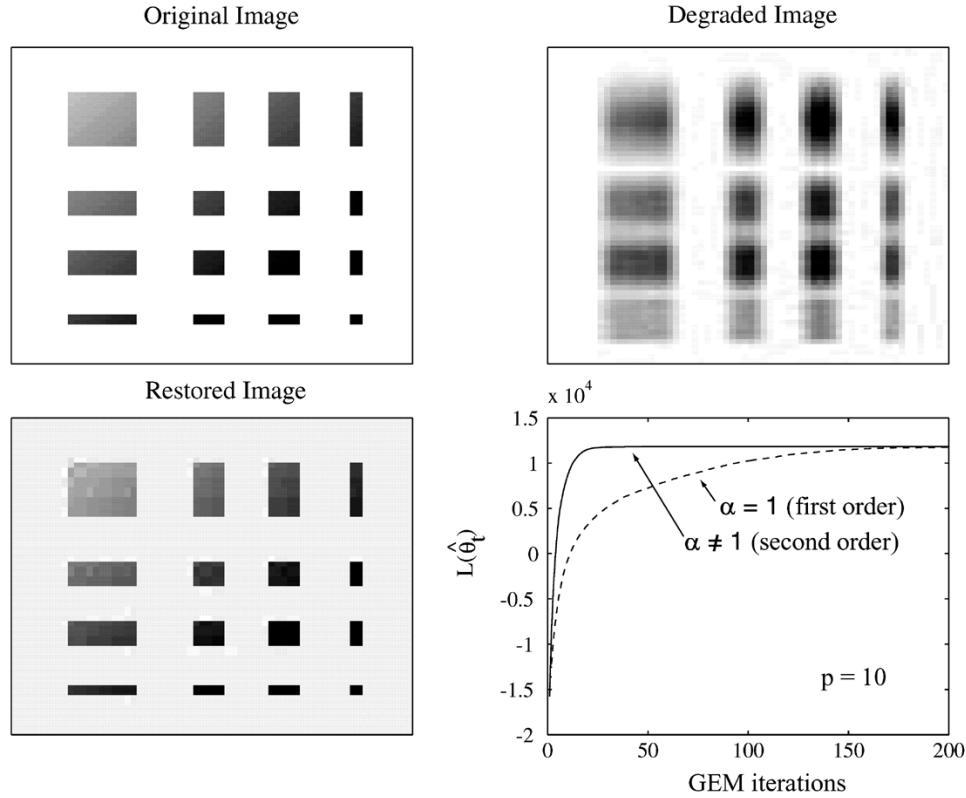 Original Image
Degraded Image
Restored Image
x 10^4
1.5
1
0.5
0
-0.5
-1
-1.5
-2
L(θ̂_t)
α = 1 (first order)
α ≠ 1 (second order)
p = 10
0
50
100
150
200
GEM iterations